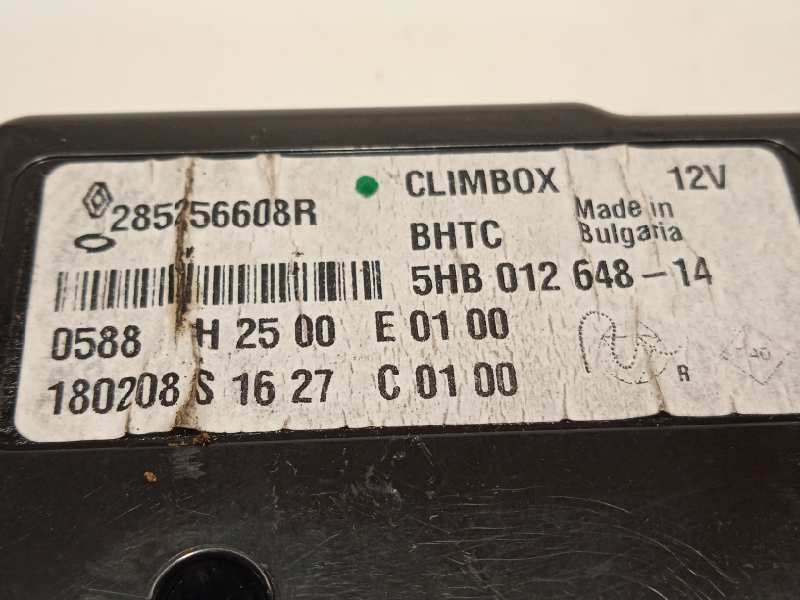 285256608R
CLIMBOX 12V
BHTC
Made in
Bulgaria
5HB 012 648-14
0588 H 25 00 E 01 00
180208 S 16 27 C 01 00
R